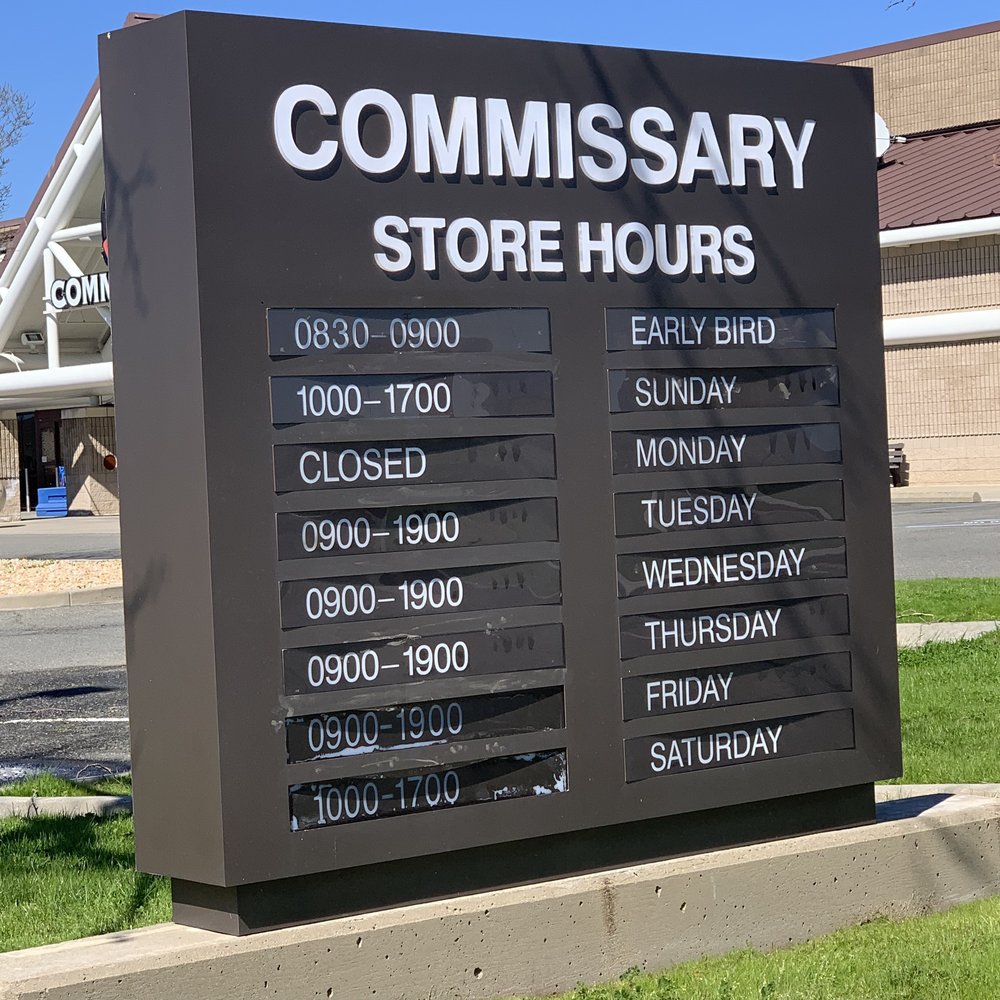 COMMISSARY
STORE HOURS
COMM
0830-0900 EARLY BIRD
1000-1700 SUNDAY
CLOSED MONDAY
0900-1900 TUESDAY
0900-1900 WEDNESDAY
0900-1900 THURSDAY
0900-1900 FRIDAY
1000-1700 SATURDAY